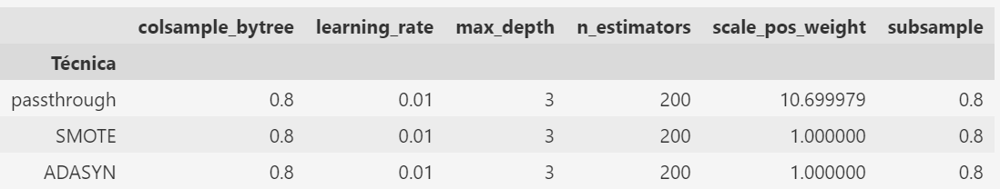 colsample_bytree learning_rate max_depth n_estimators scale_pos_weight subsample
Técnica
passthrough 0.8 0.01 3 200 10.699979 0.8
SMOTE 0.8 0.01 3 200 1.000000 0.8
ADASYN 0.8 0.01 3 200 1.000000 0.8